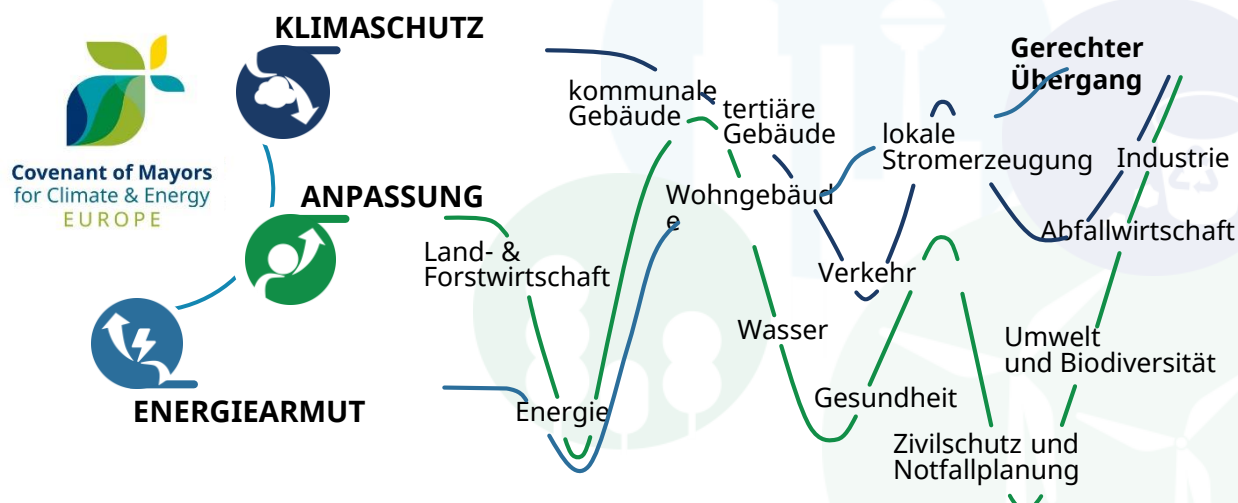 KLIMASCHUTZ
Covenant of Mayors
for Climate & Energy
EUROPE
ANPASSUNG
ENERGIEARMUT
Land- &
Forstwirtschaft
Energie
kommunale
Gebäude
tertiäre
Gebäude
Wohngebäud
e
Verkehr
Wasser
Gesundheit
lokale
Stromerzeugung
Gerechter
Übergang
Industrie
Abfallwirtschaft
Umwelt
und Biodiversität
Zivilschutz und
Notfallplanung